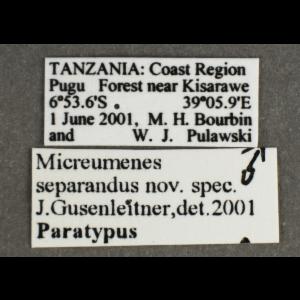 TANZANIA: Coast Region
Pugu Forest near Kisarawe
6°53.6'S . 39°05.9'E
1 June 2001, M. H. Bourbin
and W. J. Pulawski
Micreumenes ♂
separandus nov. spec.
J.Gusenleitner,det.2001
Paratypus